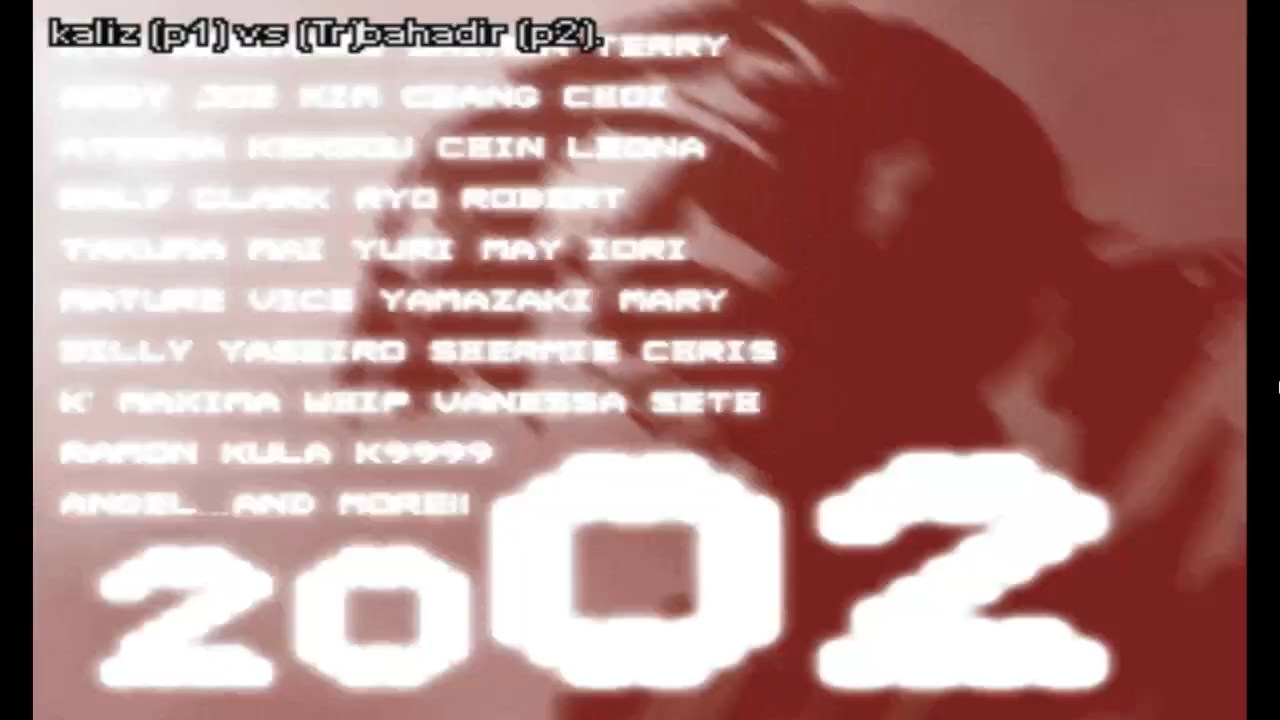 kaliz (p1) vs (Tr)bahadir (p2).
TERRY
ANDY JOE KIM CHANG CHOI
ATHENA KENSOU CHIN LEONA
RALF CLARK RYO ROBERT
TAKUMA MAI YURI MAY IORI
MATURE VICE YAMAZAKI MARY
BILLY YASHIRO SHERMIE CHRIS
K' MAXIMA WHIP VANESSA SETH
RAMON KULA K9999
ANGEL...AND MORE!!
2002